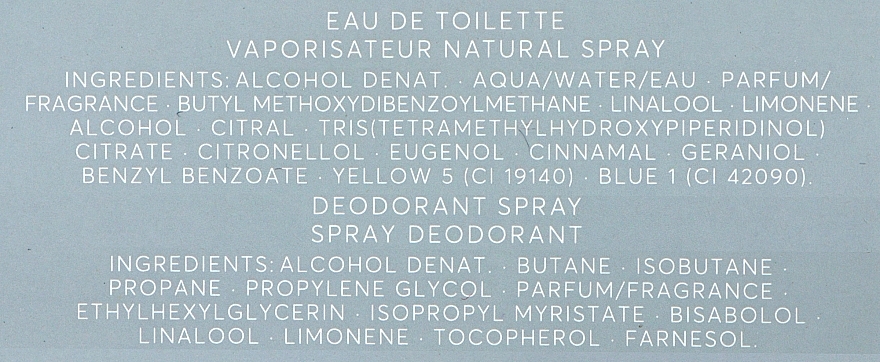 EAU DE TOILETTE
VAPORISATEUR NATURAL SPRAY
INGREDIENTS: ALCOHOL DENAT. · AQUA/WATER/EAU · PARFUM/
FRAGRANCE · BUTYL METHOXYDIBENZOYLMETHANE · LINALOOL · LIMONENE ·
ALCOHOL · CITRAL · TRIS(TETRAMETHYLHYDROXYPIPERIDINOL)
CITRATE · CITRONELLOL · EUGENOL · CINNAMAL · GERANIOL ·
BENZYL BENZOATE · YELLOW 5 (CI 19140) · BLUE 1 (CI 42090).
DEODORANT SPRAY
SPRAY DEODORANT
INGREDIENTS: ALCOHOL DENAT. · BUTANE · ISOBUTANE ·
PROPANE · PROPYLENE GLYCOL · PARFUM/FRAGRANCE ·
ETHYLHEXYLGLYCERIN · ISOPROPYL MYRISTATE · BISABOLOL ·
LINALOOL · LIMONENE · TOCOPHEROL · FARNESOL.